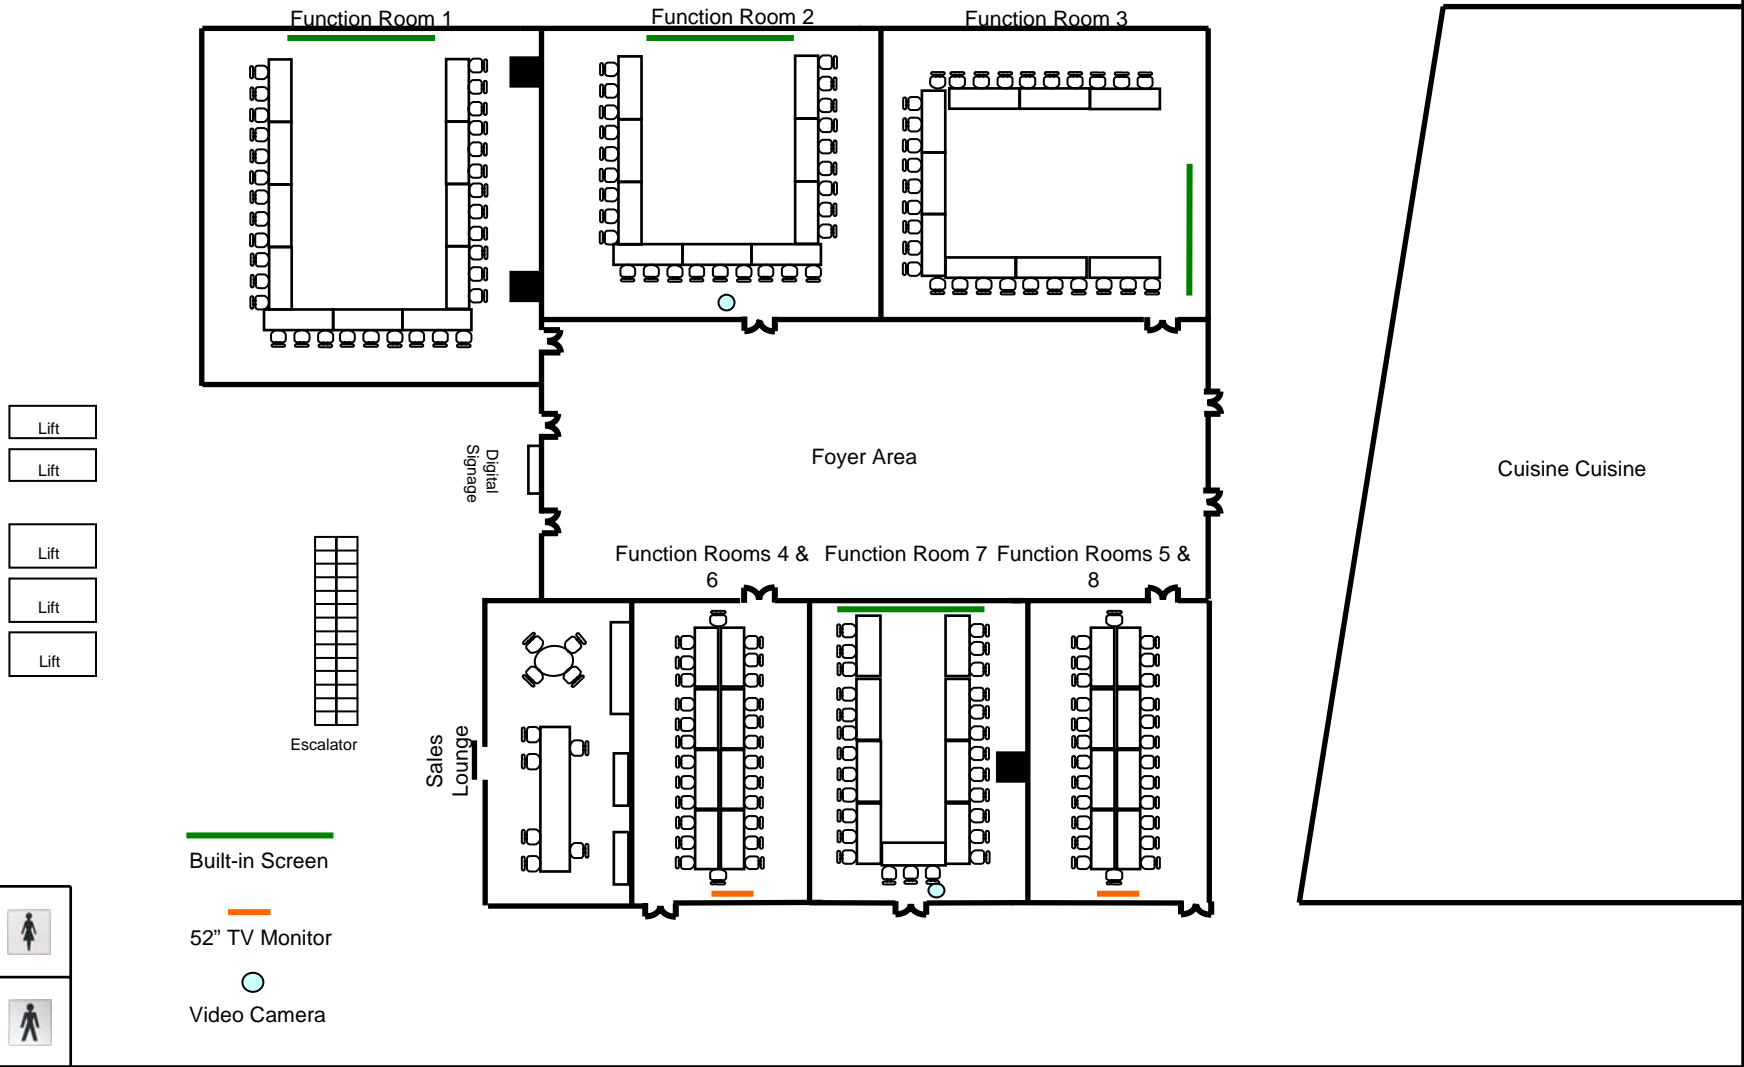 Function Room 1
Function Room 2
Function Room 3
Lift
Lift
Lift
Lift
Lift
Digital
Signage
Foyer Area
Cuisine Cuisine
Function Rooms 4 &
6
Function Room 7
Function Rooms 5 &
8
Escalator
Sales
Lounge
Built-in Screen
52” TV Monitor
Video Camera